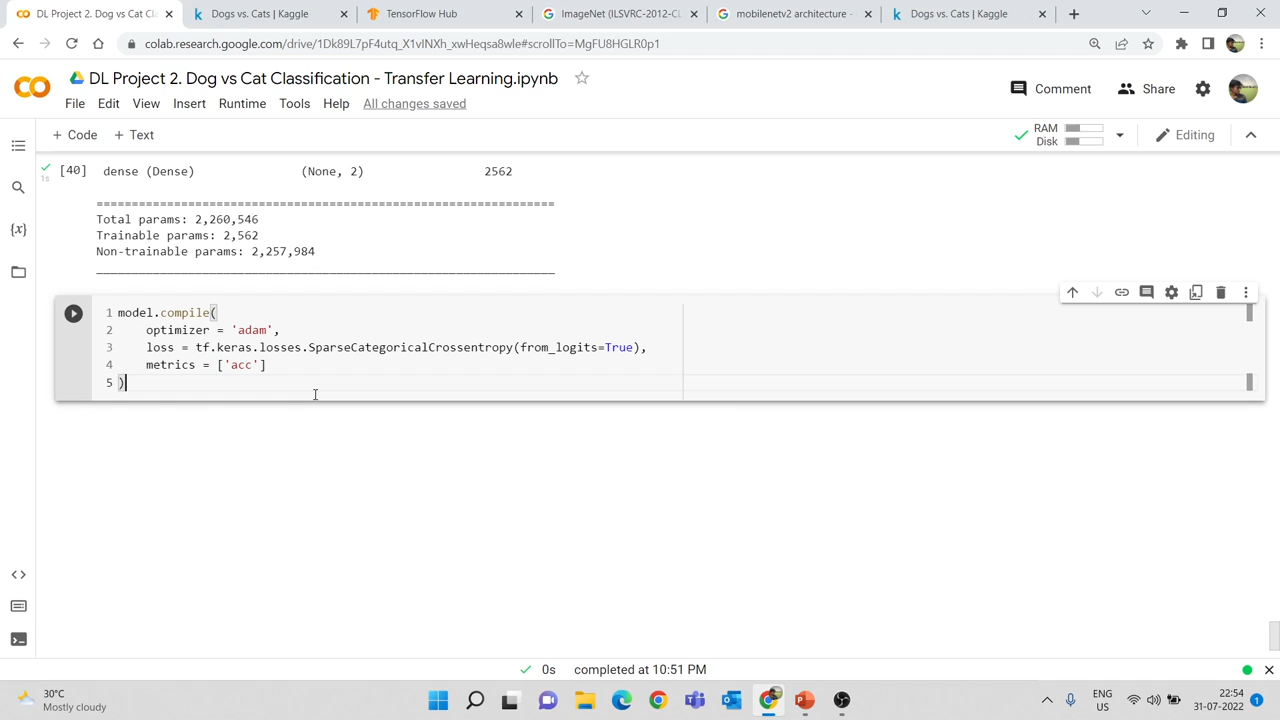 DL Project 2. Dog vs Cat Cl
Dogs vs. Cats | Kaggle
TensorFlow Hub
ImageNet (ILSVRC-2012-CL
mobilenetv2 architecture -
Dogs vs. Cats | Kaggle
colab.research.google.com/drive/1Dk89L7pF4utq_X1vINXh_xwHeqsa8wle#scrollTo=MgFU8HGLR0p1
DL Project 2. Dog vs Cat Classification - Transfer Learning.ipynb
File Edit View Insert Runtime Tools Help All changes saved
Comment Share
+ Code + Text
RAM
Disk
Editing
[40] dense (Dense) (None, 2) 2562
1s
=================================================================
Total params: 2,260,546
Trainable params: 2,562
Non-trainable params: 2,257,984
_________________________________________________________________
1 model.compile(
2 optimizer = 'adam',
3 loss = tf.keras.losses.SparseCategoricalCrossentropy(from_logits=True),
4 metrics = ['acc']
5 )
{x}
0s completed at 10:51 PM
30°C
Mostly cloudy
ENG
US
22:54
31-07-2022
1